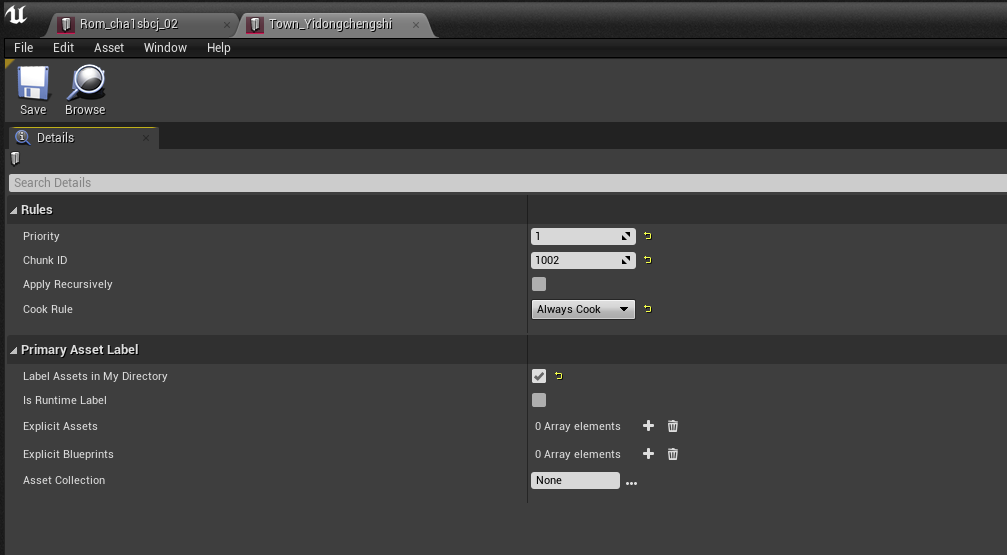 Rom_cha1sbcj_02
Town_Yidongchengshi
File Edit Asset Window Help
Save Browse
Details
Search Details
Rules
Priority 1
Chunk ID 1002
Apply Recursively
Cook Rule Always Cook
Primary Asset Label
Label Assets in My Directory
Is Runtime Label
Explicit Assets 0 Array elements
Explicit Blueprints 0 Array elements
Asset Collection None